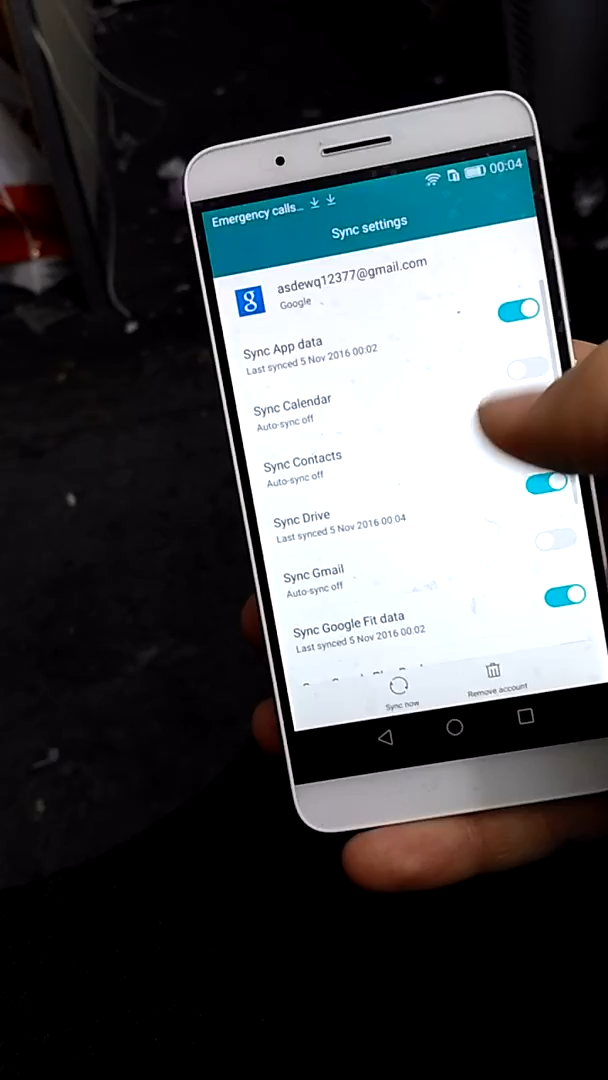 Emergency calls... 00:04
Sync settings
asdewq12377@gmail.com
Google
Sync App data
Last synced 5 Nov 2016 00:02
Sync Calendar
Auto-sync off
Sync Contacts
Auto-sync off
Sync Drive
Last synced 5 Nov 2016 00:04
Sync Gmail
Auto-sync off
Sync Google Fit data
Last synced 5 Nov 2016 00:02
Sync now
Remove account